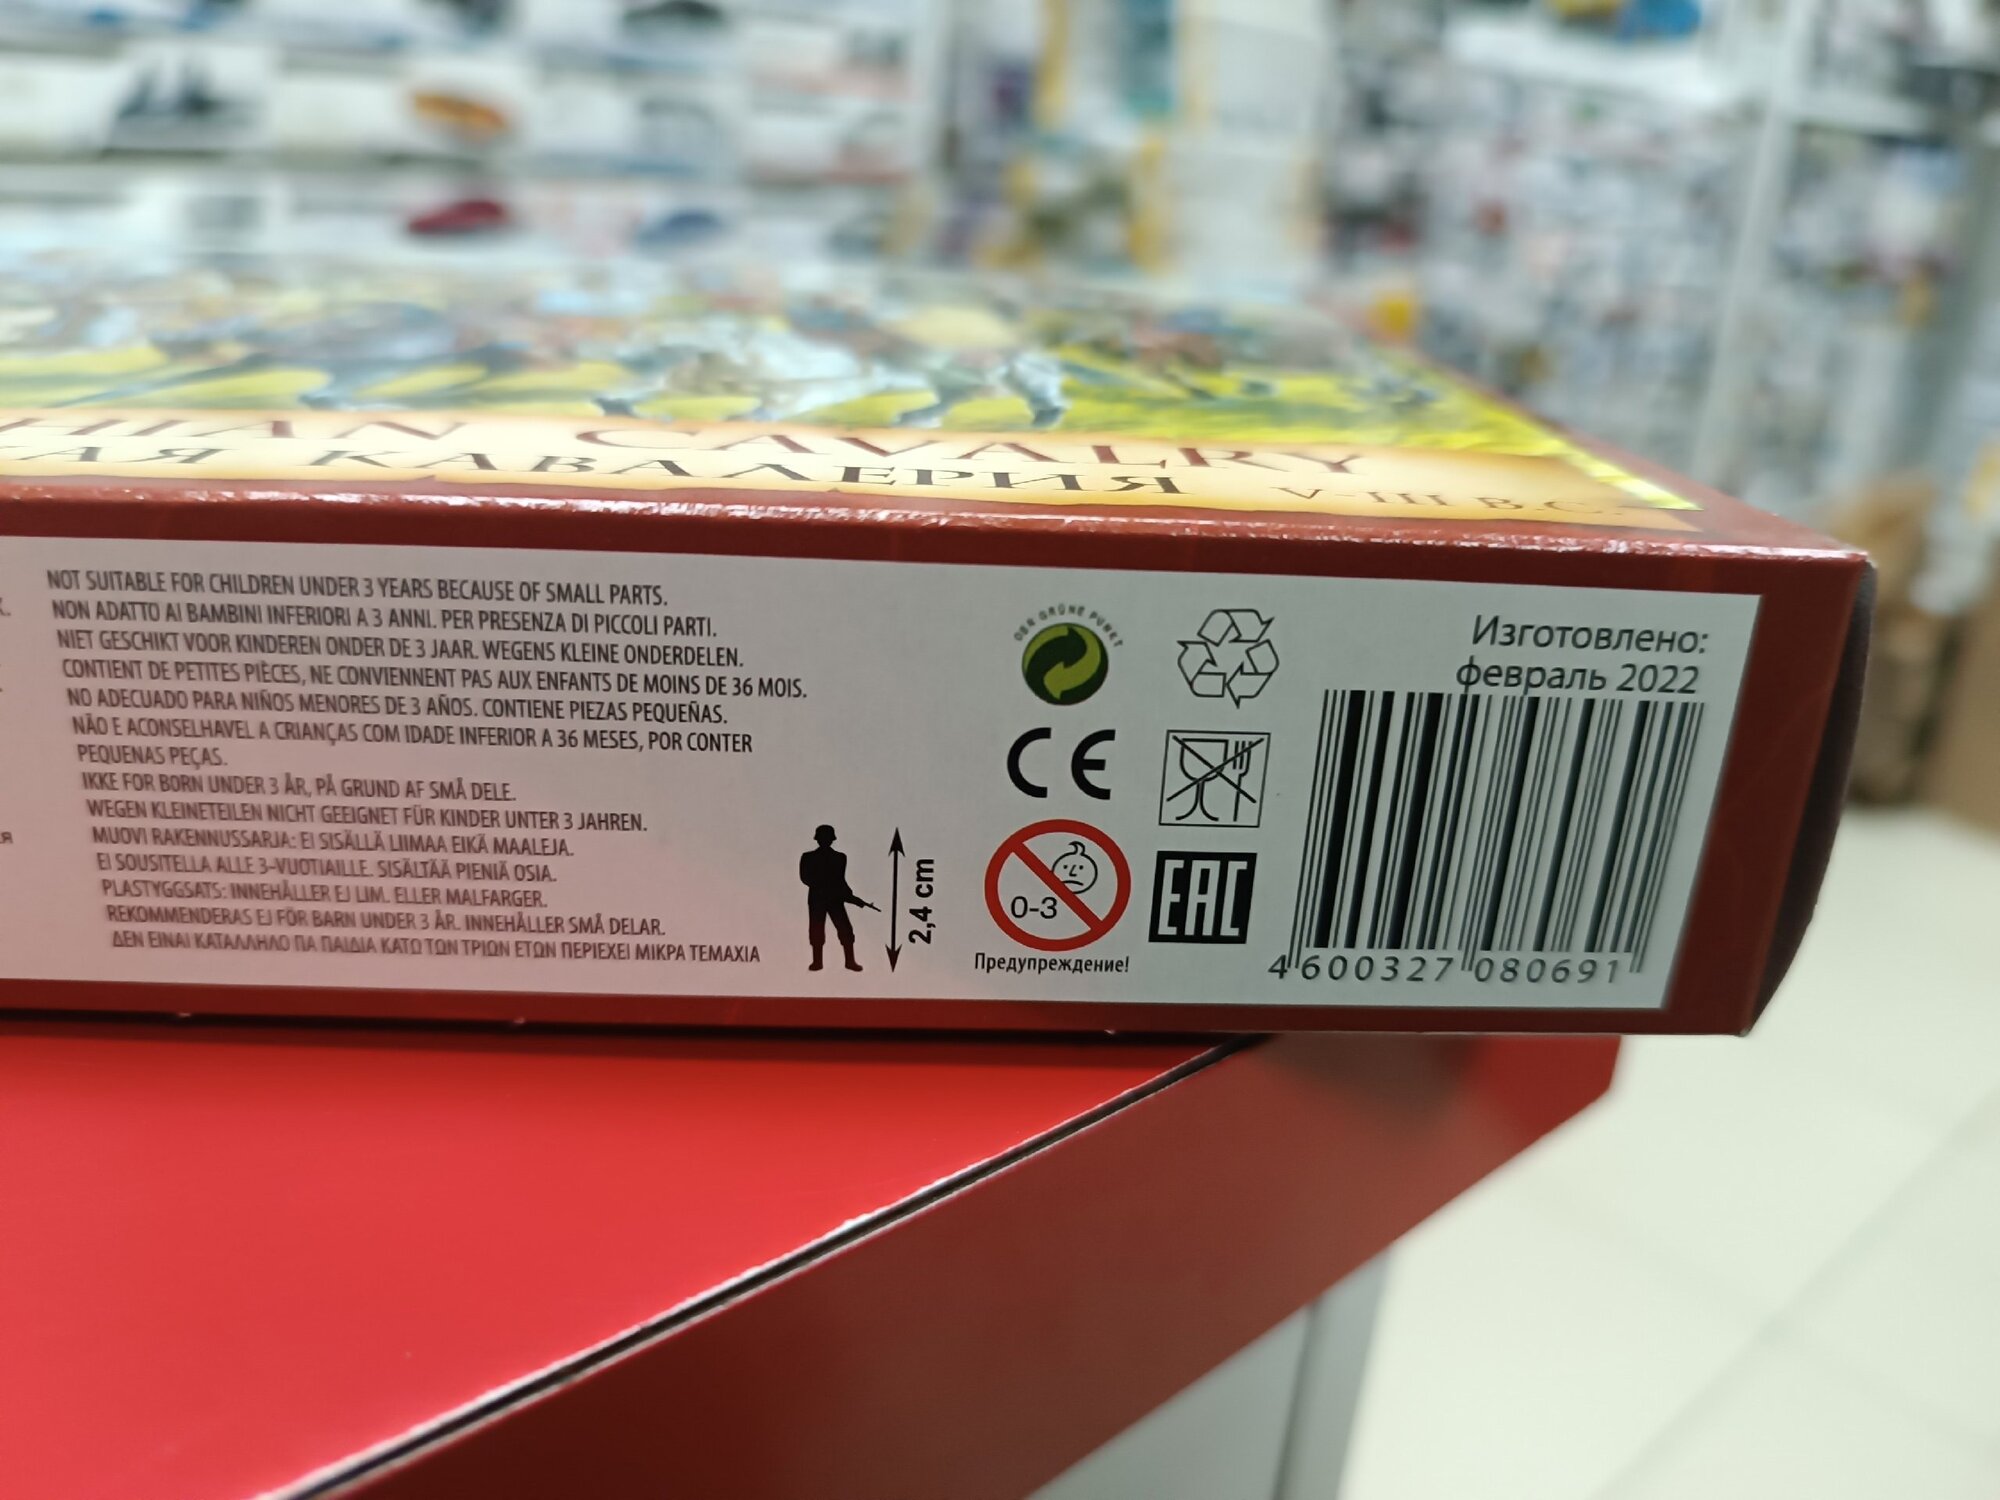 CAVALRY
КАВАЛЕРИЯ V-III B.C.
NOT SUITABLE FOR CHILDREN UNDER 3 YEARS BECAUSE OF SMALL PARTS.
NON ADATTO AI BAMBINI INFERIORI A 3 ANNI. PER PRESENZA DI PICCOLI PARTI.
NIET GESCHIKT VOOR KINDEREN ONDER DE 3 JAAR. WEGENS KLEINE ONDERDELEN.
CONTIENT DE PETITES PIÈCES, NE CONVIENNENT PAS AUX ENFANTS DE MOINS DE 36 MOIS.
NO ADECUADO PARA NIÑOS MENORES DE 3 AÑOS. CONTIENE PIEZAS PEQUEÑAS.
NÃO E ACONSELHAVEL A CRIANÇAS COM IDADE INFERIOR A 36 MESES, POR CONTER
PEQUENAS PEÇAS.
IKKE FOR BORN UNDER 3 ÅR, PÅ GRUND AF SMÅ DELE.
WEGEN KLEINETEILEN NICHT GEEIGNET FÜR KINDER UNTER 3 JAHREN.
MUOVI RAKENNUSSARJA: EI SISÄLLÄ LIIMAA EIKÄ MAALEJA.
EI SOUSITELLA ALLE 3-VUOTIAILLE. SISÄLTÄÄ PIENIÄ OSIA.
PLASTYGGSATS: INNEHÅLLER EJ LIM. ELLER MALFARGER.
REKOMMENDERAS EJ FÖR BARN UNDER 3 ÅR. INNEHÅLLER SMÅ DELAR.
ΔΕΝ ΕΙΝΑΙ ΚΑΤΑΛΛΗΛΟ ΓΙΑ ΠΑΙΔΙΑ ΚΑΤΩ ΤΩΝ ΤΡΙΩΝ ΕΤΩΝ ΠΕΡΙΕΧΕΙ ΜΙΚΡΑ ΤΕΜΑΧΙΑ
2,4 cm
DER GRÜNE PUNKT
CE
0-3
Предупреждение!
EAC
Изготовлено:
февраль 2022
4 600327 080691